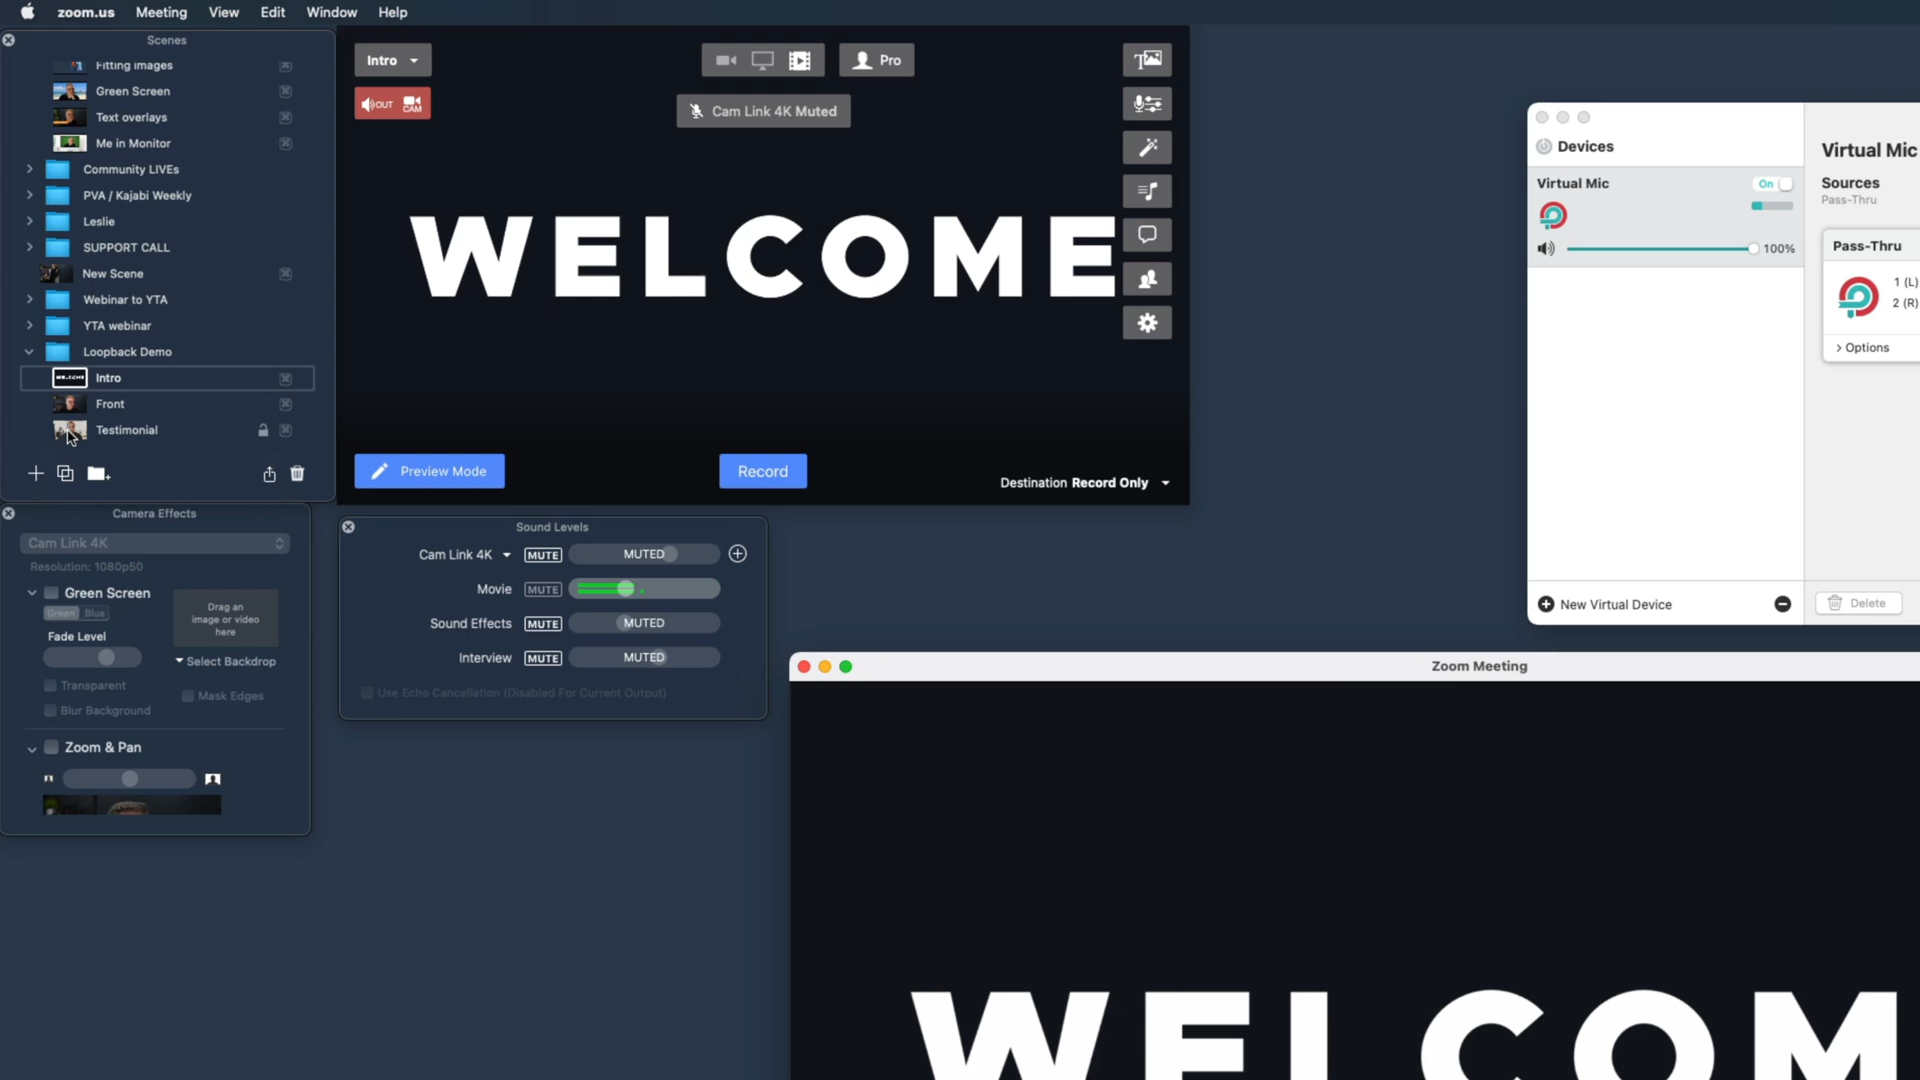 zoom.us Meeting View Edit Window Help
Scenes
Fitting images
Green Screen
Text overlays
Me in Monitor
Community LIVEs
PVA / Kajabi Weekly
Leslie
SUPPORT CALL
New Scene
Webinar to YTA
YTA webinar
Loopback Demo
WELCOME
Intro
Front
Testimonial
Intro
OUT CAM
Pro
Cam Link 4K Muted
WELCOME
Preview Mode
Record
Destination Record Only
Camera Effects
Cam Link 4K
Resolution: 1080p50
Green Screen
Green Blue
Fade Level
Drag an
image or video
here
Select Backdrop
Transparent
Mask Edges
Blur Background
Zoom & Pan
Sound Levels
Cam Link 4K MUTE MUTED
Movie MUTE
Sound Effects MUTE MUTED
Interview MUTE MUTED
Use Echo Cancellation (Disabled For Current Output)
Devices
Virtual Mic On
100%
New Virtual Device
Virtual Mic
Sources
Pass-Thru
Pass-Thru
1 (L)
2 (R)
> Options
Delete
Zoom Meeting
WELCOM